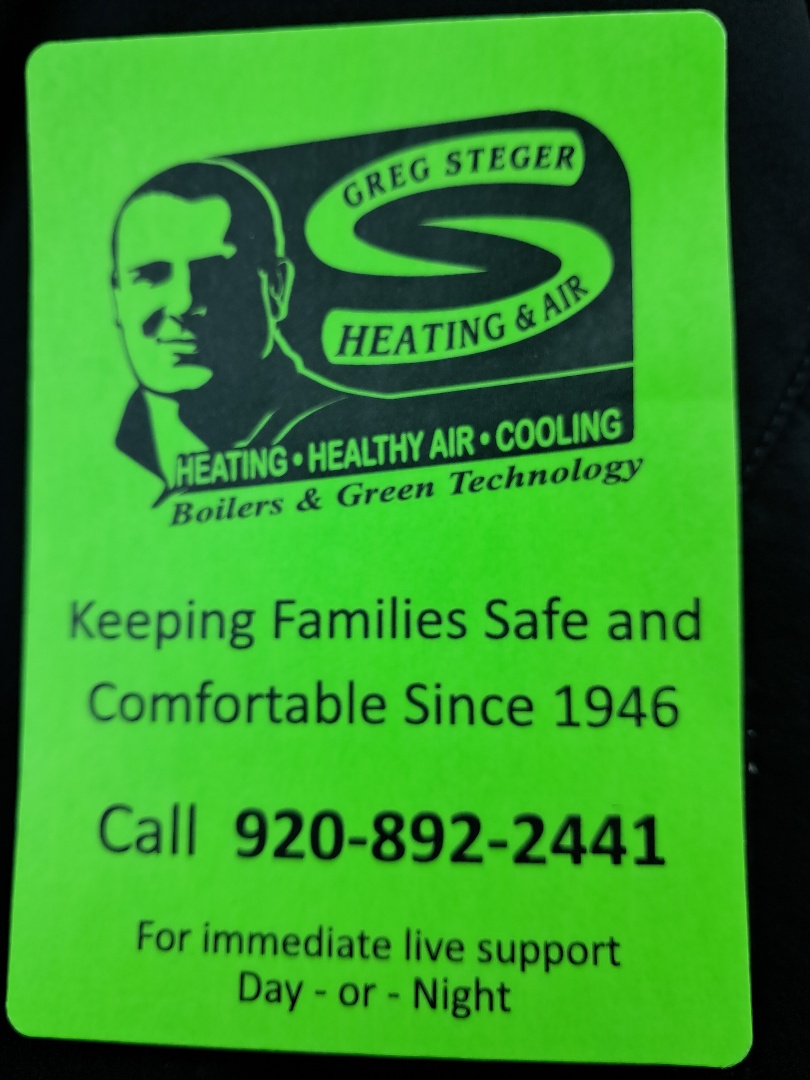 GREG STEGER
HEATING & AIR
HEATING • HEALTHY AIR • COOLING
Boilers & Green Technology
Keeping Families Safe and
Comfortable Since 1946
Call 920-892-2441
For immediate live support
Day - or - Night